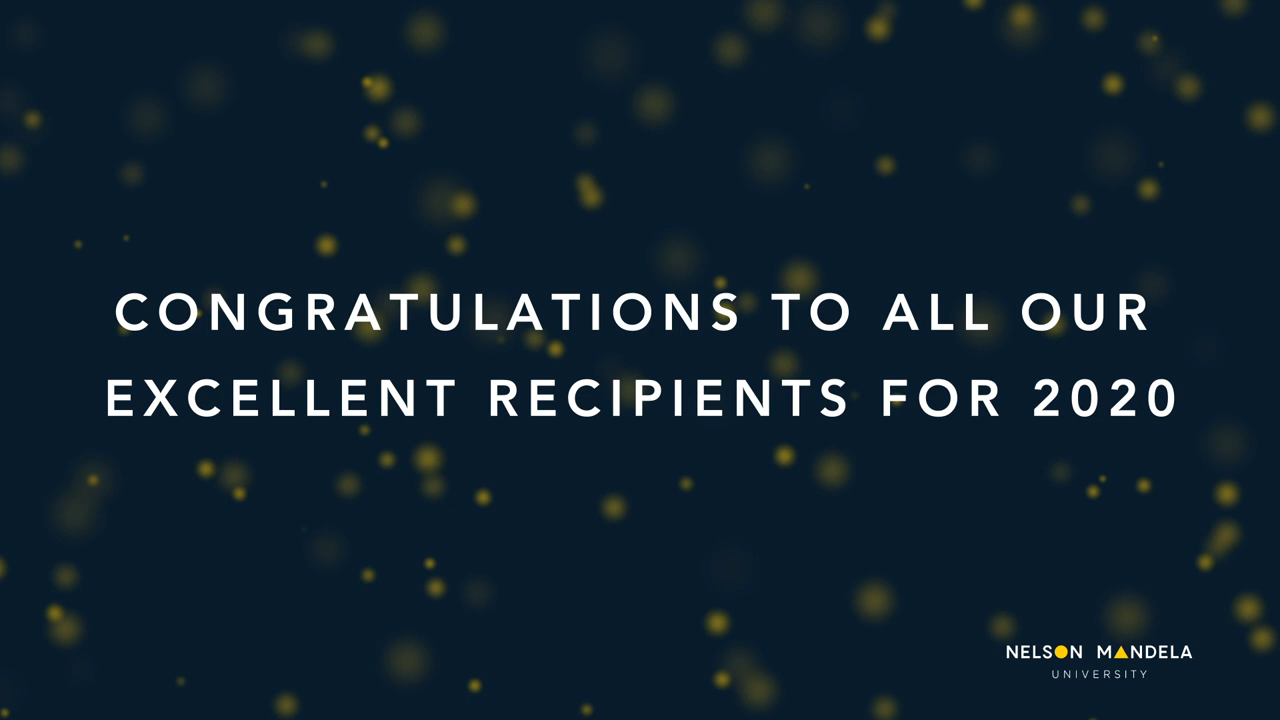 CONGRATULATIONS TO ALL OUR
EXCELLENT RECIPIENTS FOR 2020
NELSON MANDELA
UNIVERSITY